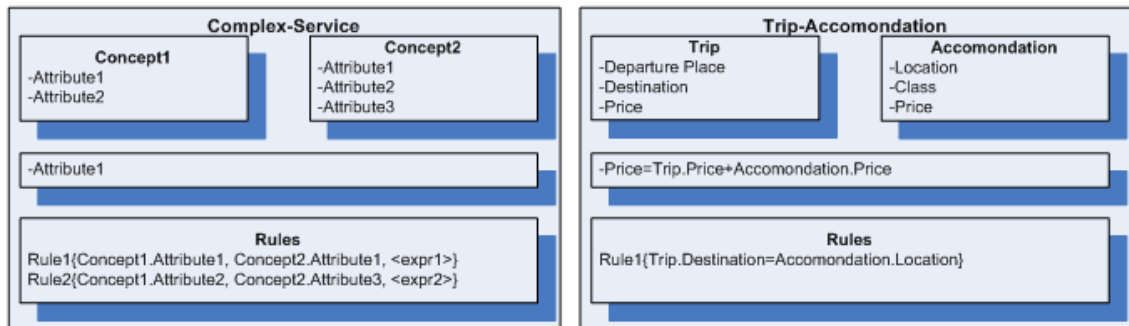 Complex-Service
Concept1
-Attribute1
-Attribute2
Concept2
-Attribute1
-Attribute2
-Attribute3
-Attribute1
Rules
Rule1{Concept1.Attribute1, Concept2.Attribute1, <expr1>}
Rule2{Concept1.Attribute2, Concept2.Attribute3, <expr2>}
Trip-Accomondation
Trip
-Departure Place
-Destination
-Price
Accomondation
-Location
-Class
-Price
-Price=Trip.Price+Accomondation.Price
Rules
Rule1{Trip.Destination=Accomondation.Location}